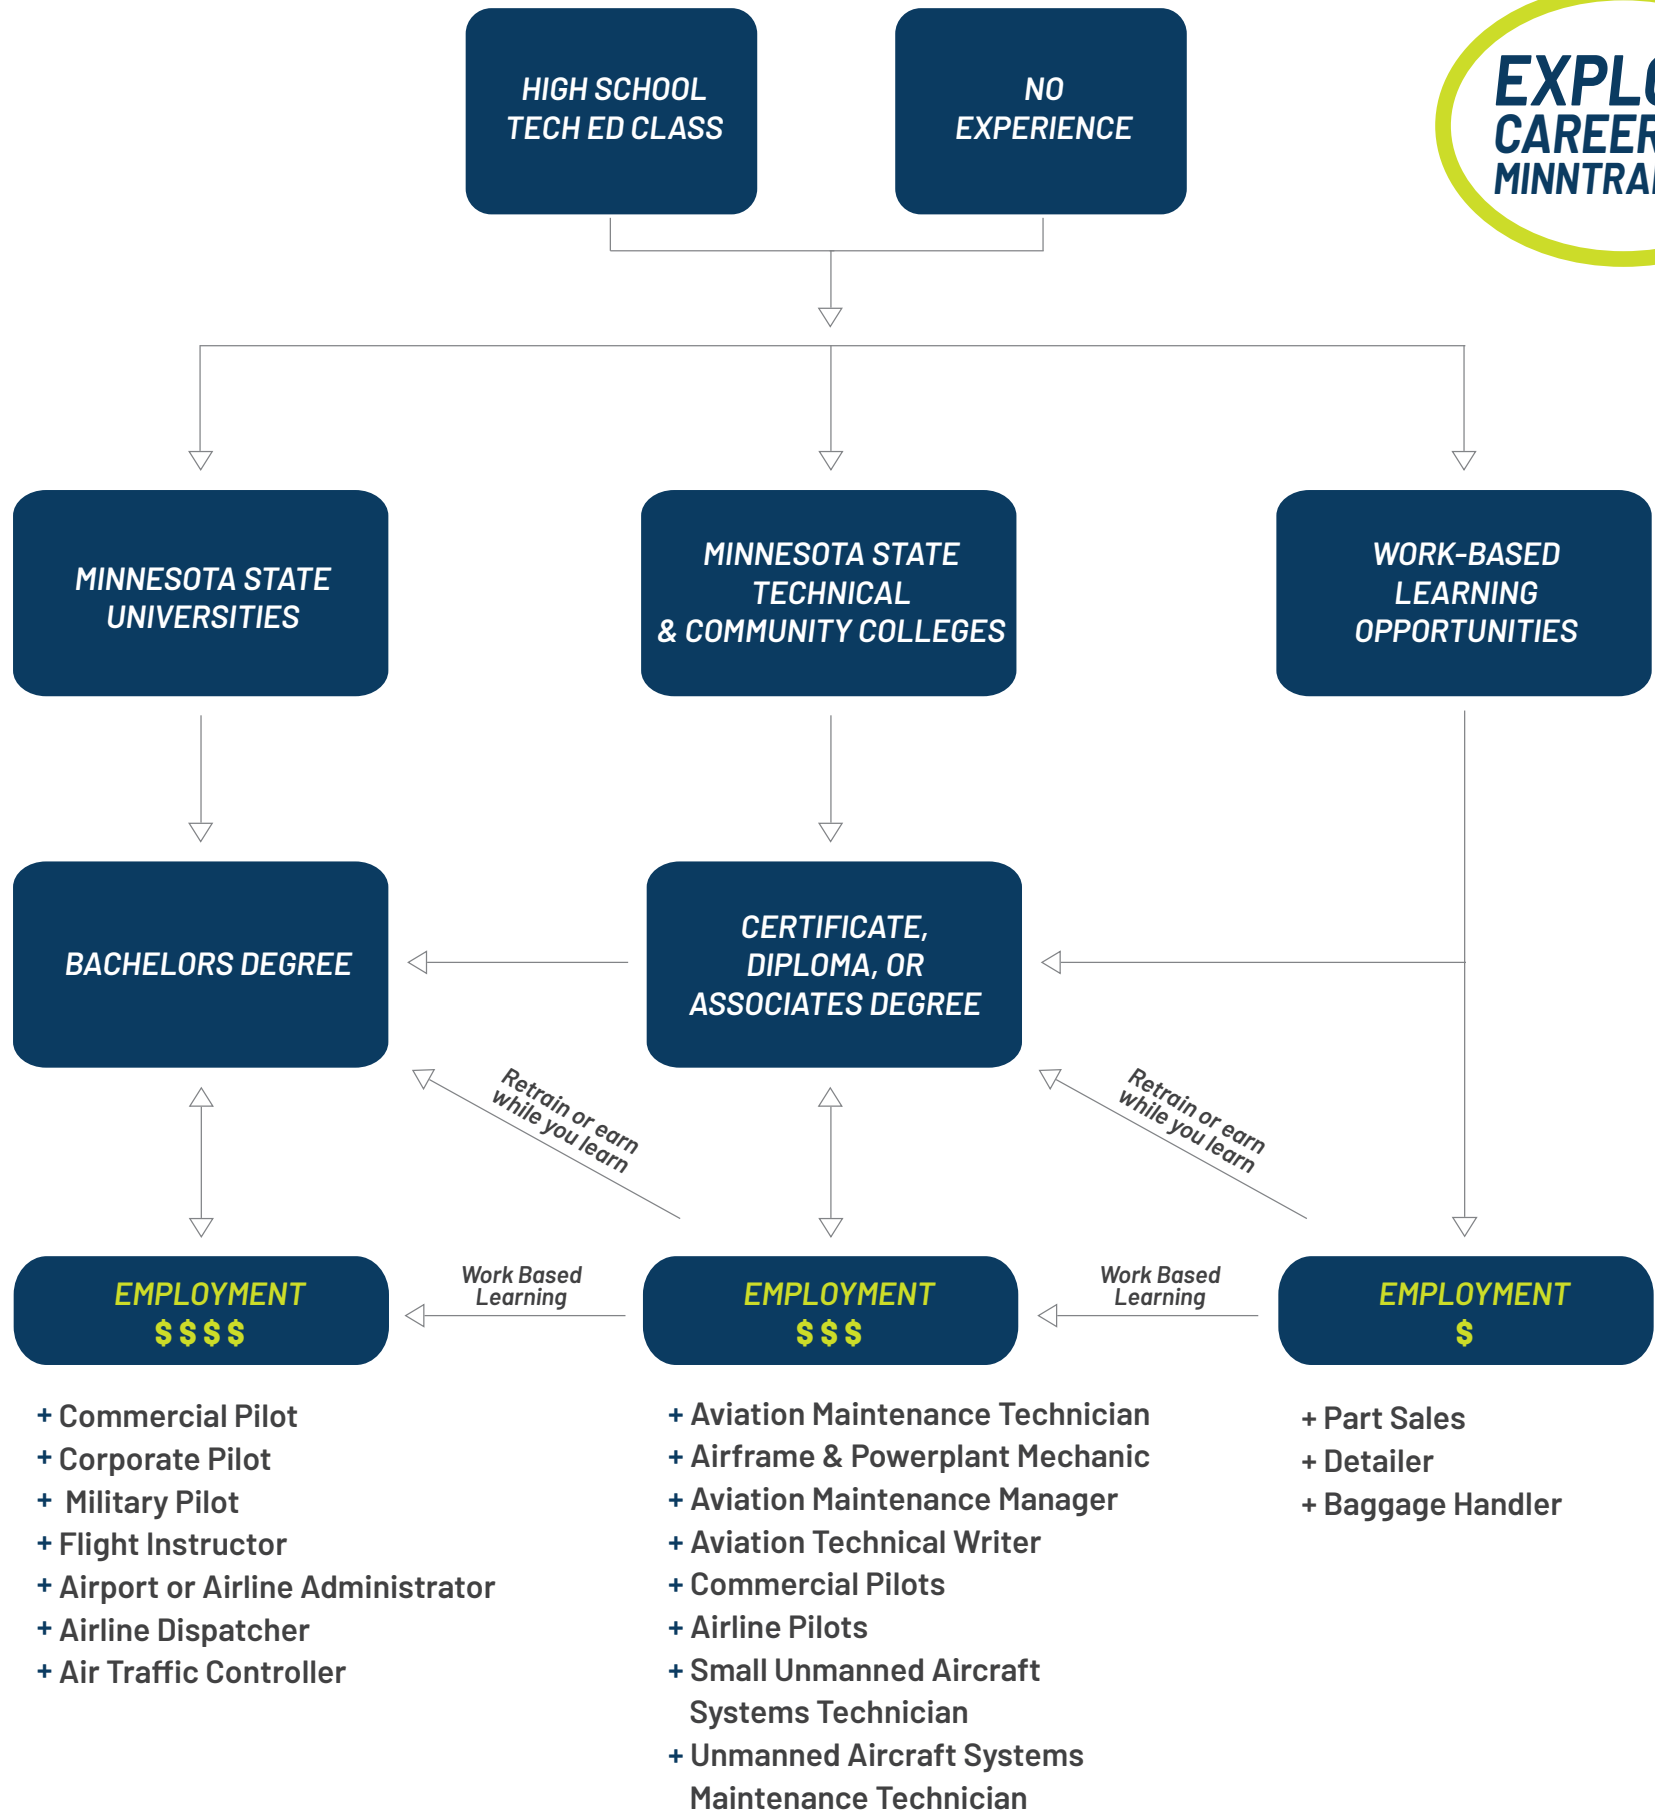 HIGH SCHOOL
TECH ED CLASS
NO
EXPERIENCE
MINNESOTA STATE
UNIVERSITIES
MINNESOTA STATE
TECHNICAL
& COMMUNITY COLLEGES
WORK-BASED
LEARNING
OPPORTUNITIES
BACHELORS DEGREE
CERTIFICATE,
DIPLOMA, OR
ASSOCIATES DEGREE
Retrain or earn
while you learn
Retrain or earn
while you learn
EMPLOYMENT
$$$$
Work Based
Learning
EMPLOYMENT
$$$
Work Based
Learning
EMPLOYMENT
$
+ Commercial Pilot
+ Corporate Pilot
+ Military Pilot
+ Flight Instructor
+ Airport or Airline Administrator
+ Airline Dispatcher
+ Air Traffic Controller
+ Aviation Maintenance Technician
+ Airframe & Powerplant Mechanic
+ Aviation Maintenance Manager
+ Aviation Technical Writer
+ Commercial Pilots
+ Airline Pilots
+ Small Unmanned Aircraft
Systems Technician
+ Unmanned Aircraft Systems
Maintenance Technician
+ Part Sales
+ Detailer
+ Baggage Handler